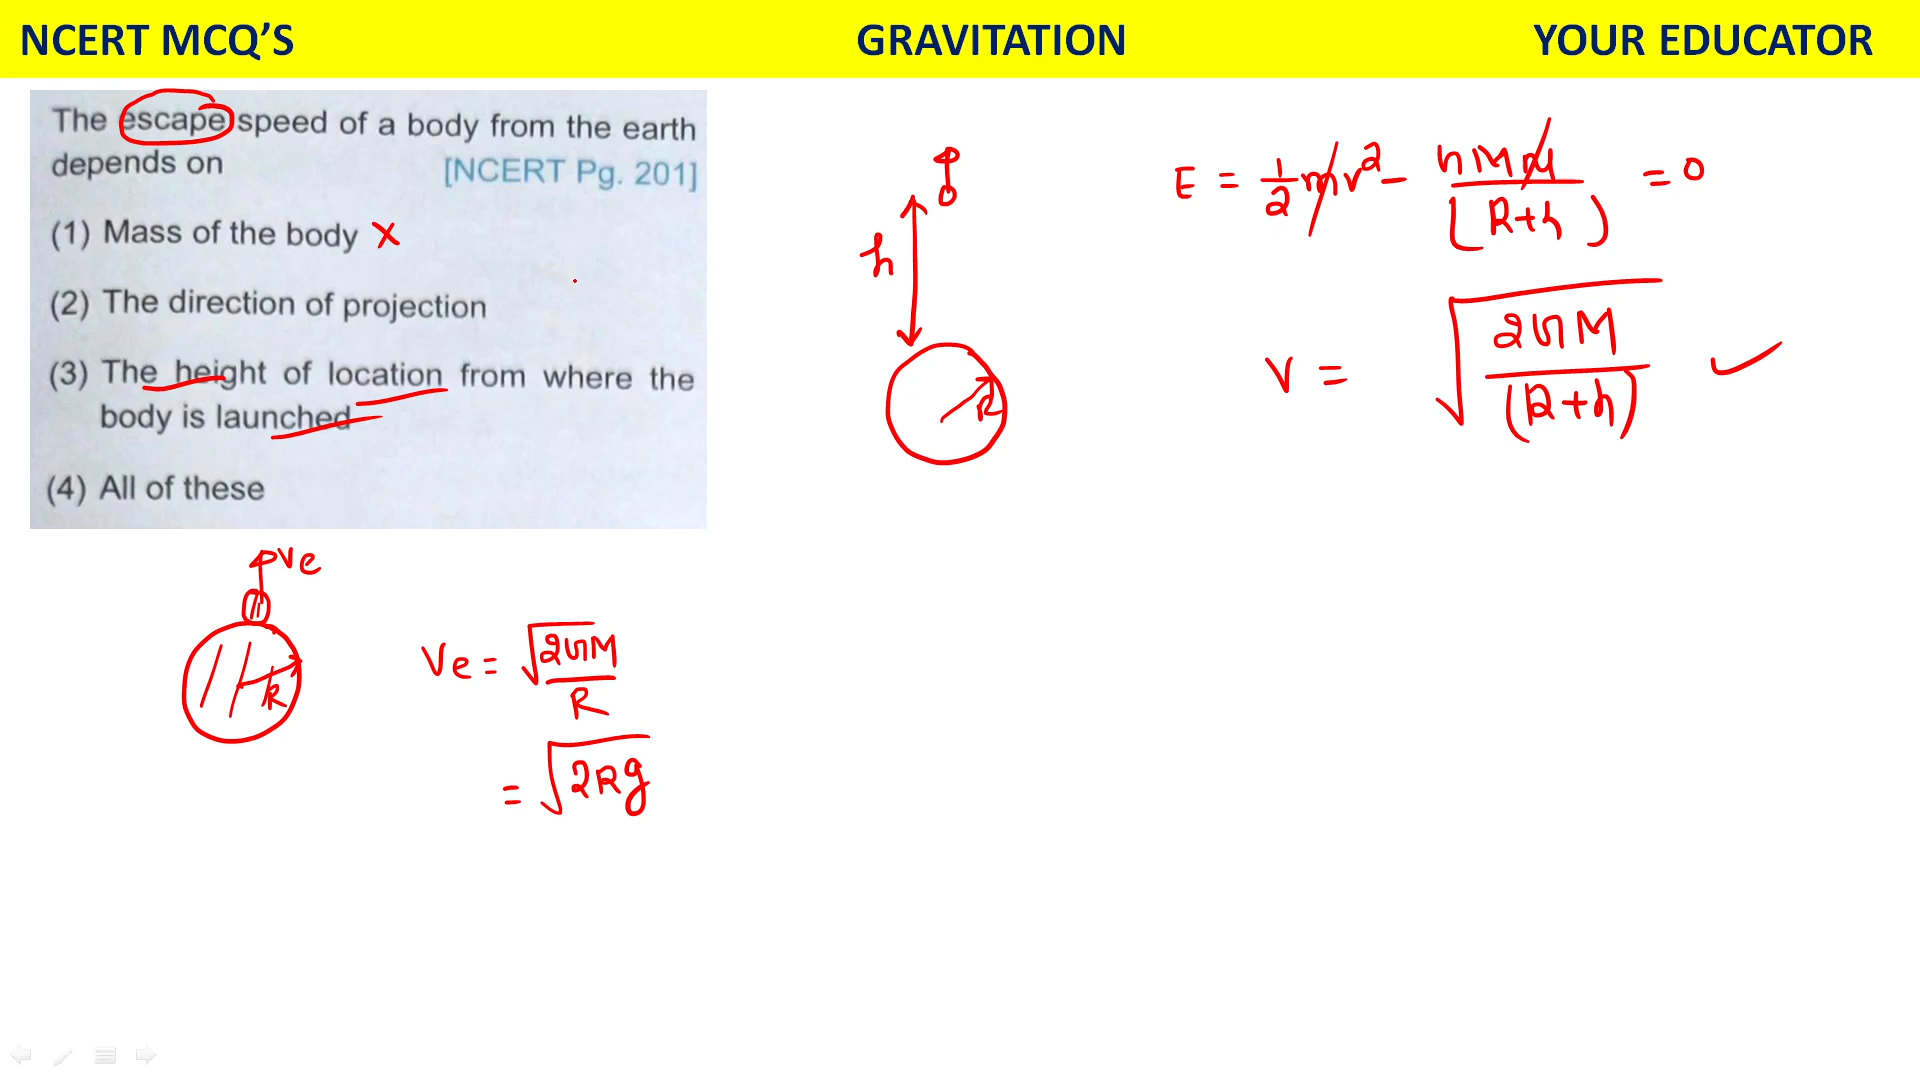 NCERT MCQ’S GRAVITATION YOUR EDUCATOR
The escape speed of a body from the earth
depends on [NCERT Pg. 201]
(1) Mass of the body ×
(2) The direction of projection
(3) The height of location from where the
body is launched
(4) All of these
Ve
R
Ve = √2GM/R
= √2Rg
h
R
E = 1/2 mv² - GMm/(R+h) = 0
V = √2GM/(R+h) ✓